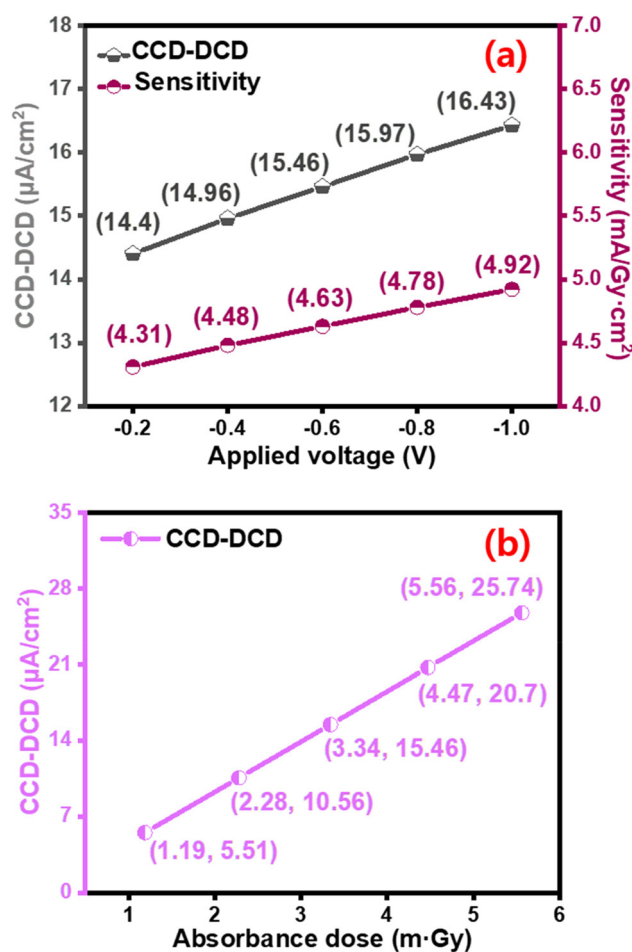 (a)
CCD-DCD
Sensitivity
(14.4)
(14.96)
(15.46)
(15.97)
(16.43)
(4.31)
(4.48)
(4.63)
(4.78)
(4.92)
18
17
16
15
14
13
12
CCD-DCD (µA/cm²)
7.0
6.5
6.0
5.5
5.0
4.5
4.0
Sensitivity (mA/Gy·cm²)
-0.2 -0.4 -0.6 -0.8 -1.0
Applied voltage (V)
(b)
CCD-DCD
(5.56, 25.74)
(4.47, 20.7)
(3.34, 15.46)
(2.28, 10.56)
(1.19, 5.51)
35
28
21
14
7
0
CCD-DCD (µA/cm²)
1 2 3 4 5 6
Absorbance dose (m·Gy)